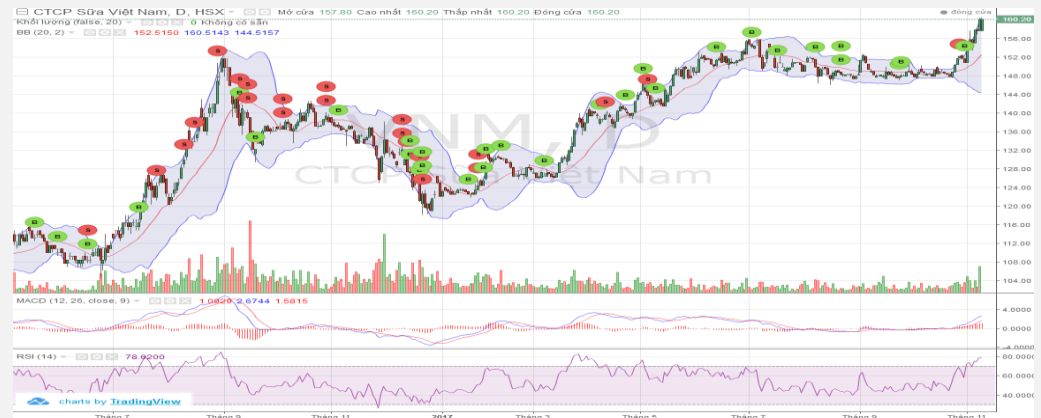 CTCP Sữa Việt Nam, D, HSX Mở cửa 157.80 Cao nhất 160.20 Thấp nhất 160.20 Đóng cửa 160.20
đóng cửa
Khối lượng (false, 20) 0 Không có sẵn
BB (20, 2) 152.5150 160.5143 144.5157
VNM, D
CTCP Sữa Việt Nam
160.20
156.00
152.00
148.00
144.00
140.00
136.00
132.00
128.00
124.00
120.00
116.00
112.00
108.00
104.00
MACD (12, 26, close, 9) 2.6744 1.5815
4.0000
0.0000
-4.0000
RSI (14) 78.6200
80.0000
60.0000
40.0000
charts by TradingView
Tháng 7 Tháng 9 Tháng 11 2017 Tháng 3 Tháng 5 Tháng 7 Tháng 9 Tháng 11